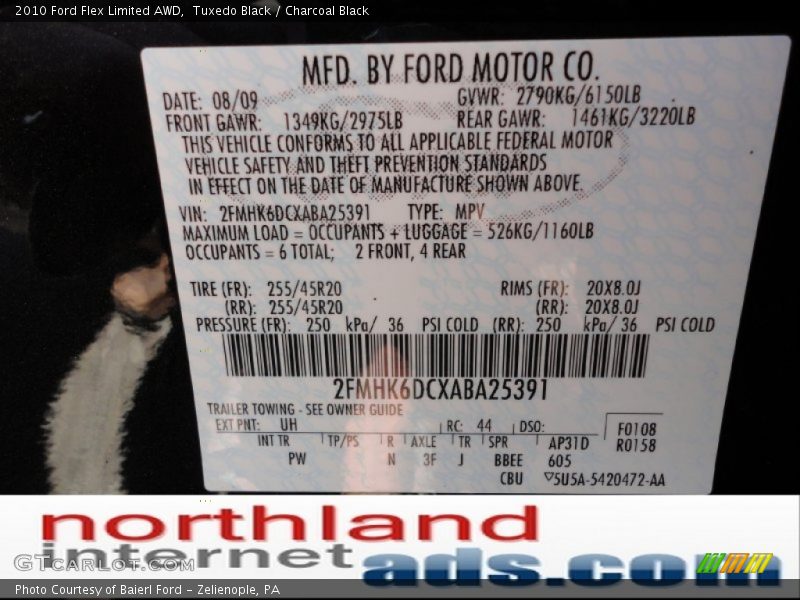 2010 Ford Flex Limited AWD,  Tuxedo Black / Charcoal Black
MFD. BY FORD MOTOR CO.
DATE: 08/09 GVWR: 2790KG/6150LB
FRONT GAWR: 1349KG/2975LB REAR GAWR: 1461KG/3220LB
THIS VEHICLE CONFORMS TO ALL APPLICABLE FEDERAL MOTOR
VEHICLE SAFETY AND THEFT PREVENTION STANDARDS
IN EFFECT ON THE DATE OF MANUFACTURE SHOWN ABOVE.
VIN: 2FMHK6DCXABA25391 TYPE: MPV
MAXIMUM LOAD = OCCUPANTS + LUGGAGE = 526KG/1160LB
OCCUPANTS = 6 TOTAL; 2 FRONT, 4 REAR
TIRE (FR): 255/45R20 RIMS (FR): 20X8.0J
(RR): 255/45R20 (RR): 20X8.0J
PRESSURE (FR): 250 kPa/ 36 PSI COLD (RR): 250 kPa/ 36 PSI COLD
2FMHK6DCXABA25391
TRAILER TOWING - SEE OWNER GUIDE
EXT PNT: UH RC: 44 DSO: F0108
INT TR TP/PS R AXLE TR SPR AP31D R0158
PW N 3F J BBEE 605
CBU 5U5A-5420472-AA
northland
internet ads.com
GTCARLOT.COM
Photo Courtesy of Baierl Ford – Zelienople, PA